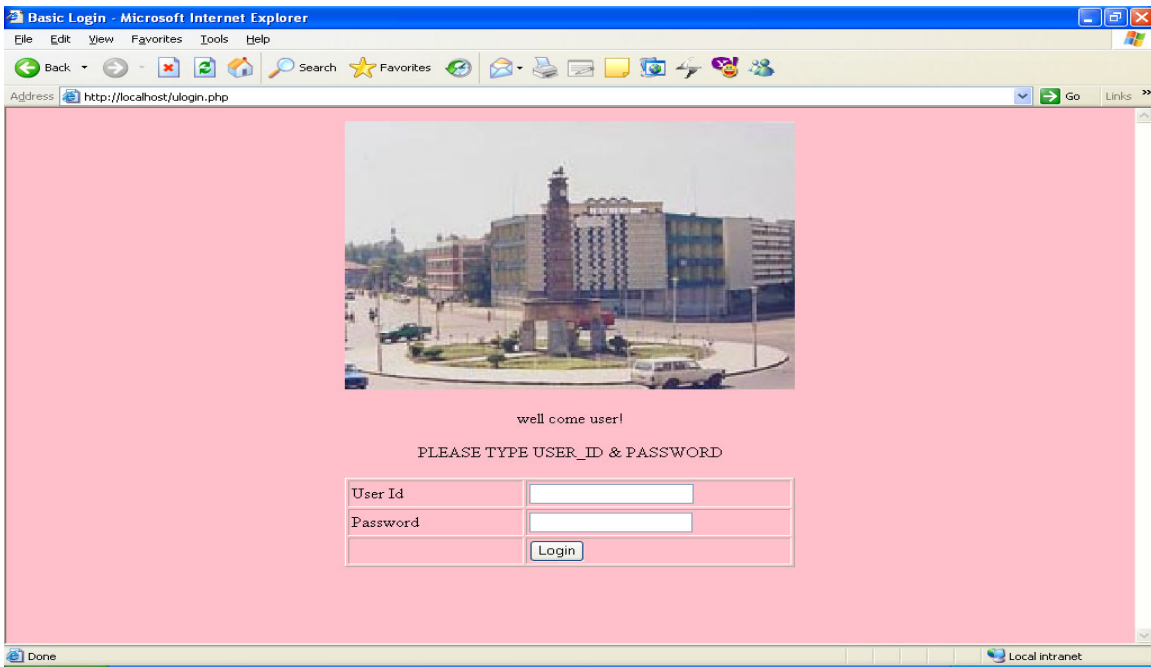 Basic Login - Microsoft Internet Explorer
File Edit View Favorites Tools Help
Back Search Favorites
Address http://localhost/ulogin.php Go Links »
well come user!
PLEASE TYPE USER_ID & PASSWORD
User Id
Password
Login
Done Local intranet